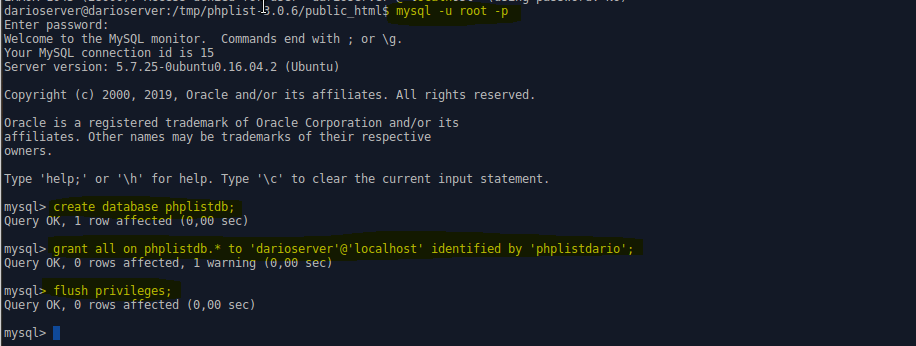 darioserver@darioserver:/tmp/phplist-3.0.6/public_html$ mysql -u root -p
Enter password:
Welcome to the MySQL monitor.  Commands end with ; or \g.
Your MySQL connection id is 15
Server version: 5.7.25-0ubuntu0.16.04.2 (Ubuntu)

Copyright (c) 2000, 2019, Oracle and/or its affiliates. All rights reserved.

Oracle is a registered trademark of Oracle Corporation and/or its
affiliates. Other names may be trademarks of their respective
owners.

Type 'help;' or '\h' for help. Type '\c' to clear the current input statement.

mysql> create database phplistdb;
Query OK, 1 row affected (0,00 sec)

mysql> grant all on phplistdb.* to 'darioserver'@'localhost' identified by 'phplistdario';
Query OK, 0 rows affected, 1 warning (0,00 sec)

mysql> flush privileges;
Query OK, 0 rows affected (0,00 sec)

mysql>